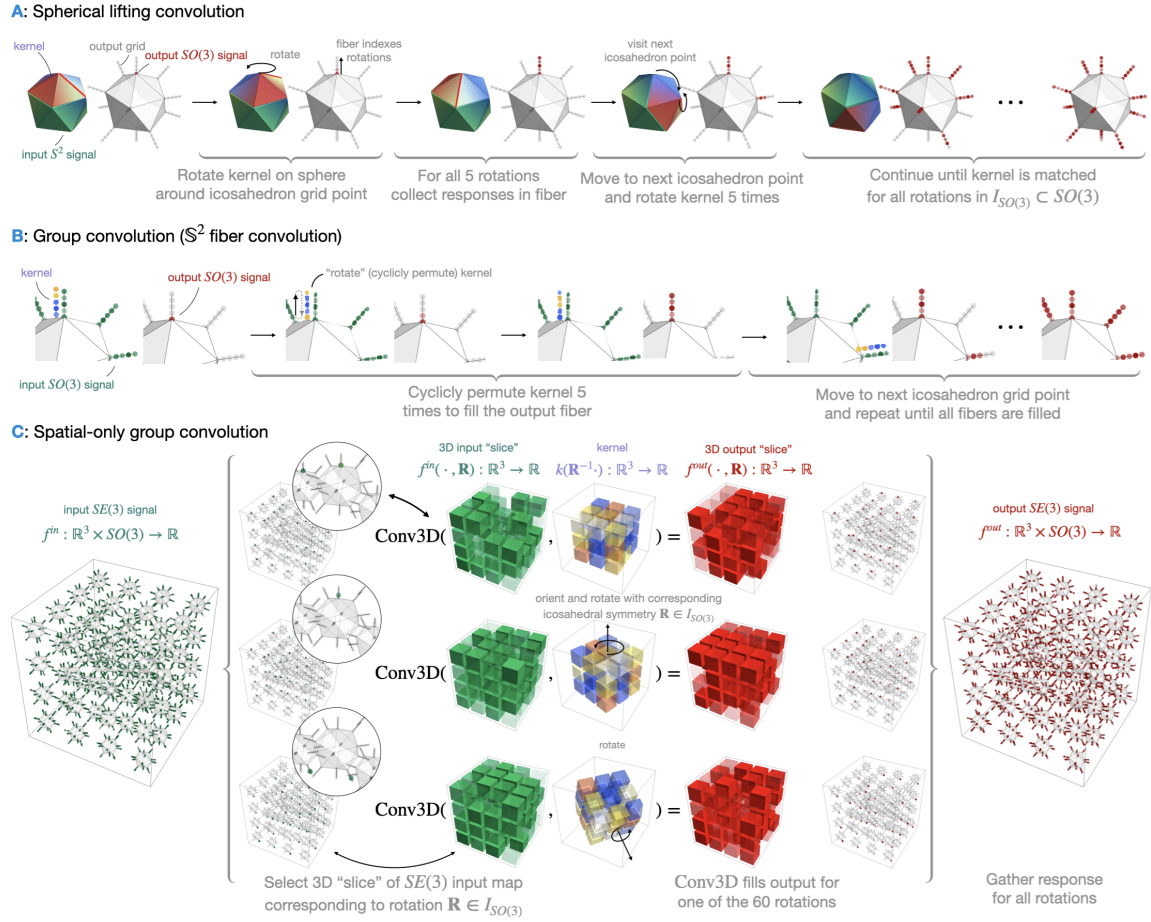 A: Spherical lifting convolution
kernel
output grid
output SO(3) signal
rotate
fiber indexes
rotations
visit next
icosahedron point
input S² signal
Rotate kernel on sphere
around icosahedron grid point
For all 5 rotations
collect responses in fiber
Move to next icosahedron point
and rotate kernel 5 times
Continue until kernel is matched
for all rotations in I_{SO(3)} ⊂ SO(3)
B: Group convolution (𝕊² fiber convolution)
kernel
output SO(3) signal
"rotate" (cyclicly permute) kernel
input SO(3) signal
Cyclicly permute kernel 5
times to fill the output fiber
Move to next icosahedron grid point
and repeat until all fibers are filled
C: Spatial-only group convolution
3D input "slice"
f^{in}( · , R) : ℝ³ → ℝ
kernel
k(R⁻¹·) : ℝ³ → ℝ
3D output "slice"
f^{out}( · , R) : ℝ³ → ℝ
input SE(3) signal
f^{in} : ℝ³ × SO(3) → ℝ
Conv3D( , ) =
output SE(3) signal
f^{out} : ℝ³ × SO(3) → ℝ
orient and rotate with corresponding
icosahedral symmetry R ∈ I_{SO(3)}
Conv3D( , ) =
rotate
Conv3D( , ) =
Select 3D "slice" of SE(3) input map
corresponding to rotation R ∈ I_{SO(3)}
Conv3D fills output for
one of the 60 rotations
Gather response
for all rotations